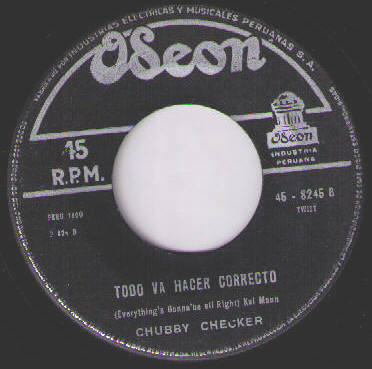 FABRICADO POR INDUSTRIAS ELECTRICAS Y MUSICALES PERUANAS S.A.
Odeon
15
R.P.M.
Odeon
INDUSTRIA
PERUANA
45 - 8245 B
TWIST
TODO VA HACER CORRECTO
(Everything's Gonna'be all Right) Kal Mann
CHUBBY CHECKER